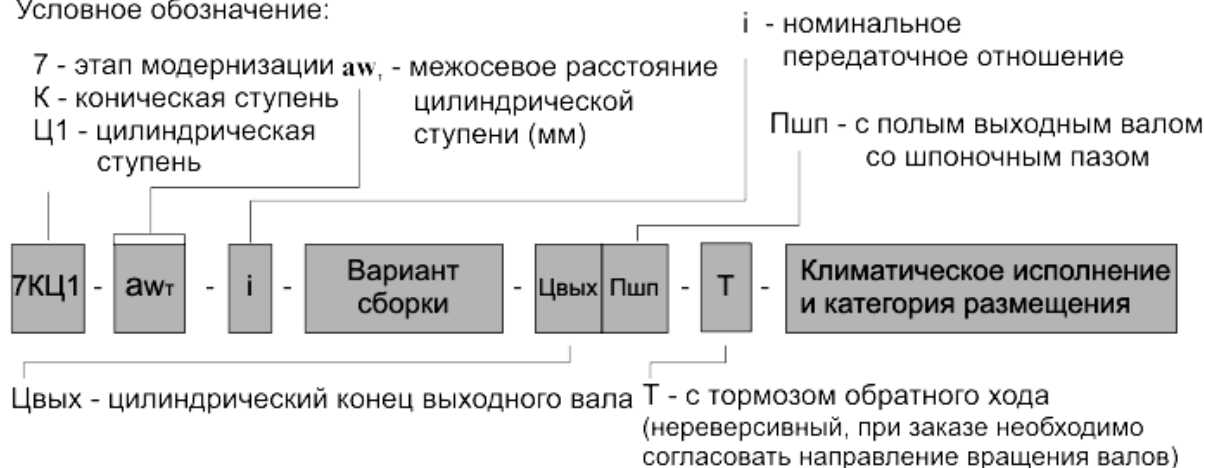 Условное обозначение:
i - номинальное
передаточное отношение
7 - этап модернизации
К - коническая ступень
Ц1 - цилиндрическая
ступень
awт - межосевое расстояние
цилиндрической
ступени (мм)
Пшп - с полым выходным валом
со шпоночным пазом
7КЦ1 - awт - i - Вариант сборки - Цвых Пшп - Т - Климатическое исполнение и категория размещения
Цвых - цилиндрический конец выходного вала
Т - с тормозом обратного хода
(нереверсивный, при заказе необходимо
согласовать направление вращения валов)